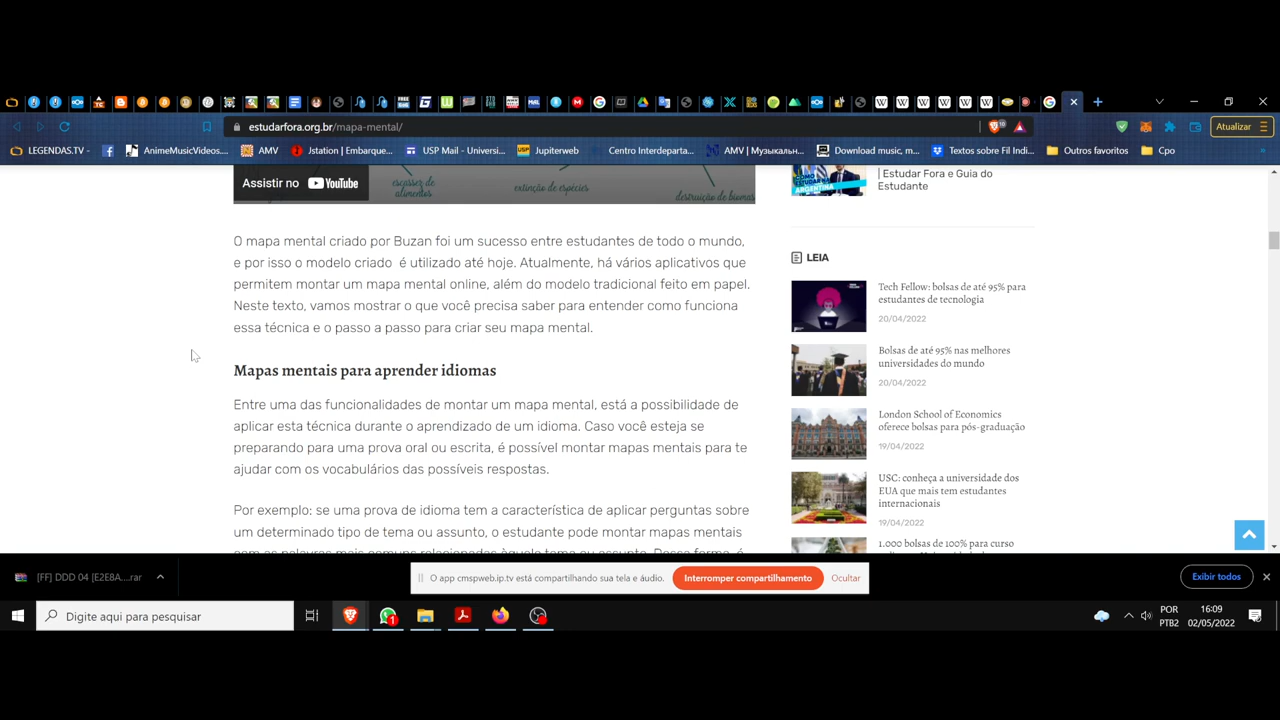 estudarfora.org.br/mapa-mental/
Atualizar
LEGENDAS.TV
AnimeMusicVideos...
AMV
Jstation | Embarque...
USP Mail - Universi...
Jupiterweb
Centro Interdeparta...
AMV | Музыкальн...
Download music, m...
Textos sobre Fil Indi...
Outros favoritos
Cpo
Assistir no YouTube
escassez de
alimentos
extinção de espécies
destruição de biomas
| Estudar Fora e Guia do
Estudante
O mapa mental criado por Buzan foi um sucesso entre estudantes de todo o mundo,
e por isso o modelo criado é utilizado até hoje. Atualmente, há vários aplicativos que
permitem montar um mapa mental online, além do modelo tradicional feito em papel.
Neste texto, vamos mostrar o que você precisa saber para entender como funciona
essa técnica e o passo a passo para criar seu mapa mental.
Mapas mentais para aprender idiomas
Entre uma das funcionalidades de montar um mapa mental, está a possibilidade de
aplicar esta técnica durante o aprendizado de um idioma. Caso você esteja se
preparando para uma prova oral ou escrita, é possível montar mapas mentais para te
ajudar com os vocabulários das possíveis respostas.
Por exemplo: se uma prova de idioma tem a característica de aplicar perguntas sobre
um determinado tipo de tema ou assunto, o estudante pode montar mapas mentais
com as palavras mais comuns relacionadas àquele tema ou assunto. Dessa forma, é
LEIA
Tech Fellow: bolsas de até 95% para
estudantes de tecnologia
20/04/2022
Bolsas de até 95% nas melhores
universidades do mundo
20/04/2022
London School of Economics
oferece bolsas para pós-graduação
19/04/2022
USC: conheça a universidade dos
EUA que mais tem estudantes
internacionais
19/04/2022
1.000 bolsas de 100% para curso
[FF] DDD 04 [E2E8A....rar
O app cmspweb.ip.tv está compartilhando sua tela e áudio.
Interromper compartilhamento
Ocultar
Exibir todos
Digite aqui para pesquisar
POR
PTB2
16:09
02/05/2022